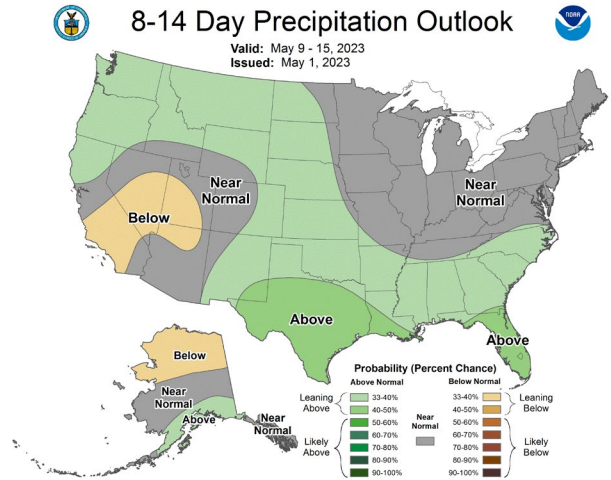 8-14 Day Precipitation Outlook
NOAA
Valid: May 9 - 15, 2023
Issued: May 1, 2023
Near
Normal
Below
Near
Normal
Above
Above
Below
Near
Normal
Above
Near
Normal
Probability (Percent Chance)
Above Normal
Below Normal
Leaning
Above
33-40%
40-50%
Likely
Above
50-60%
60-70%
70-80%
80-90%
90-100%
Near
Normal
33-40%
40-50%
Leaning
Below
50-60%
60-70%
70-80%
80-90%
90-100%
Likely
Below